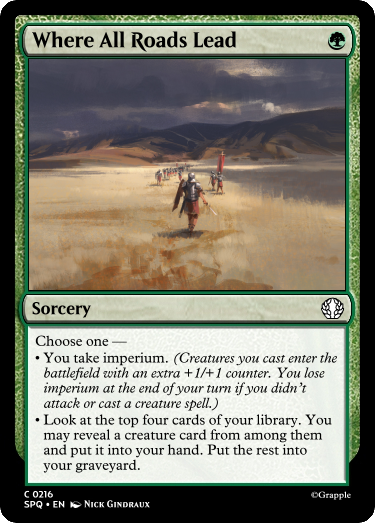 Where All Roads Lead
Sorcery
Choose one —
• You take imperium. (Creatures you cast enter the
battlefield with an extra +1/+1 counter. You lose
imperium at the end of your turn if you didn't
attack or cast a creature spell.)
• Look at the top four cards of your library. You
may reveal a creature card from among them
and put it into your hand. Put the rest into
your graveyard.
C 0216
SPQ • EN Nick Gindraux
©Grapple